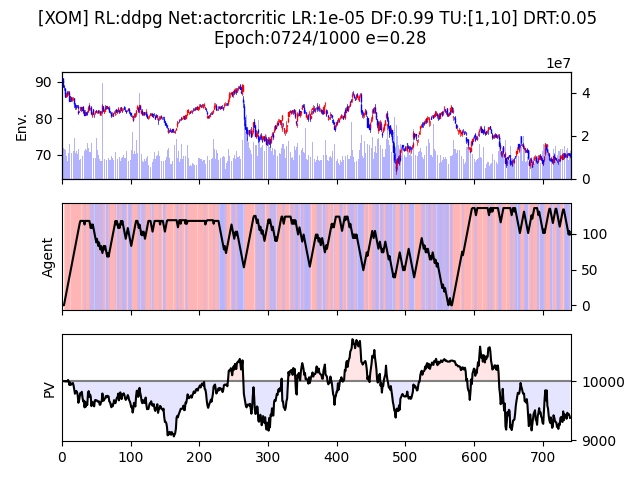 [XOM] RL:ddpg Net:actorcritic LR:1e-05 DF:0.99 TU:[1,10] DRT:0.05
Epoch:0724/1000 e=0.28
1e7
90
80
70
Env.
4
2
0
Agent
100
50
0
PV
10000
9000
0 100 200 300 400 500 600 700